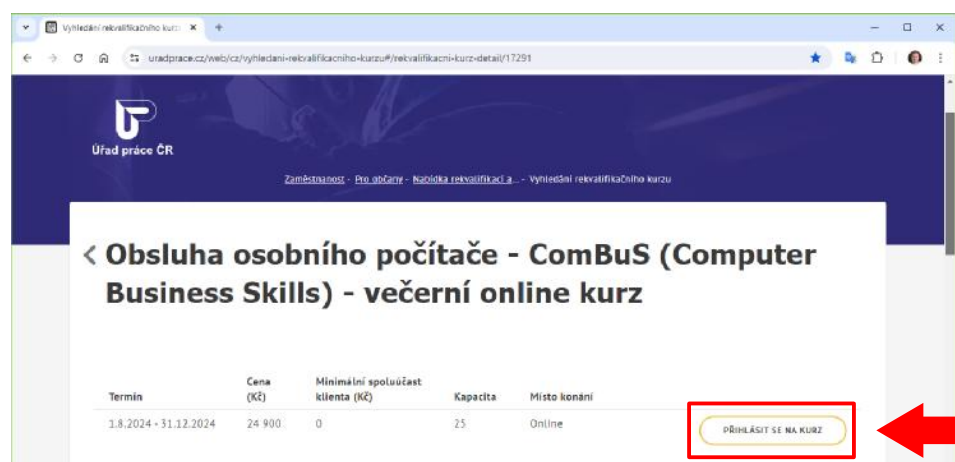 Vyhledání rekvalifikačního kurzu
uradprace.cz/web/cz/vyhledani-rekvalifikacniho-kurzu#/rekvalifikacni-kurz-detail/17291
Úřad práce ČR
Zaměstnanost - Pro občany - Nabídka rekvalifikací a... - Vyhledání rekvalifikačního kurzu
< Obsluha osobního počítače - ComBuS (Computer
Business Skills) - večerní online kurz
Termín Cena (Kč) Minimální spoluúčast klienta (Kč) Kapacita Místo konání
1.8.2024 - 31.12.2024 24 900 0 25 Online PŘIHLÁSIT SE NA KURZ